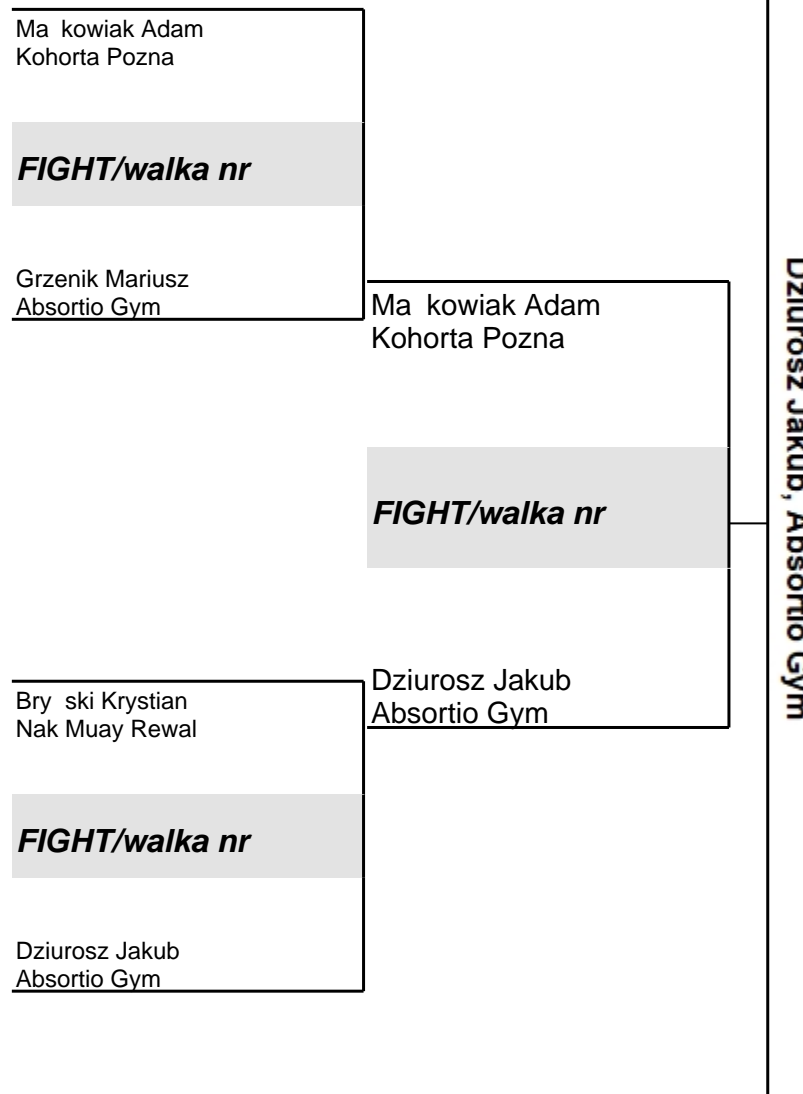 Ma kowiak Adam
Kohorta Pozna
FIGHT/walka nr
Grzenik Mariusz
Absortio Gym
Ma kowiak Adam
Kohorta Pozna
FIGHT/walka nr
Dziurosz Jakub
Absortio Gym
Bry ski Krystian
Nak Muay Rewal
FIGHT/walka nr
Dziurosz Jakub
Absortio Gym
Dziurosz Jakub, Absortio Gym